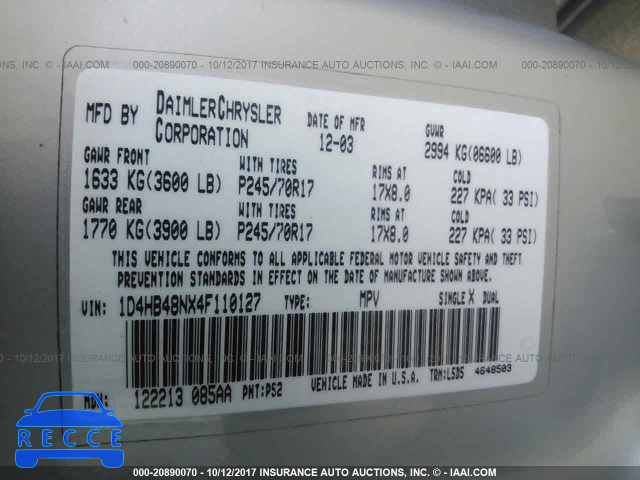 000-20890070 - 10/12/2017 INSURANCE AUTO AUCTIONS, INC. - © IAAI.COM
MFD BY DAIMLERCHRYSLER CORPORATION DATE OF MFR 12-03 GVWR 2994 KG(06600 LB)
GAWR FRONT WITH TIRES RIMS AT COLD
1633 KG(3600 LB) P245/70R17 17X8.0 227 KPA( 33 PSI)
GAWR REAR WITH TIRES RIMS AT COLD
1770 KG(3900 LB) P245/70R17 17X8.0 227 KPA( 33 PSI)
THIS VEHICLE CONFORMS TO ALL APPLICABLE FEDERAL MOTOR VEHICLE SAFETY AND THEFT
PREVENTION STANDARDS IN EFFECT ON THE DATE OF MANUFACTURE SHOWN ABOVE.
VIN: 1D4HB48NX4F110127 TYPE: MPV SINGLE X DUAL
000-20890070 - 10/12/2017 INSURANCE AUTO AUCTIONS, INC. - © IAAI.COM
MDH: 122213 085AA PNT:PS2 VEHICLE MADE IN U.S.A. TRM:L5D5 4648503
RECCE
000-20890070 - 10/12/2017 INSURANCE AUTO AUCTIONS, INC. - © IAAI.COM